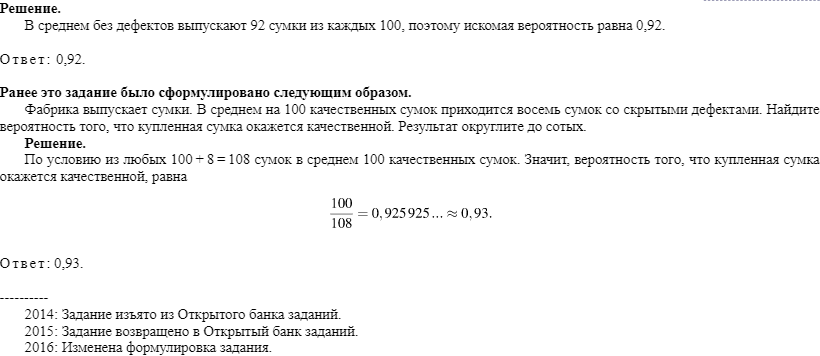 Решение.
В среднем без дефектов выпускают 92 сумки из каждых 100, поэтому искомая вероятность равна 0,92.
Ответ: 0,92.
Ранее это задание было сформулировано следующим образом.
Фабрика выпускает сумки. В среднем на 100 качественных сумок приходится восемь сумок со скрытыми дефектами. Найдите
вероятность того, что купленная сумка окажется качественной. Результат округлите до сотых.
Решение.
По условию из любых 100 + 8 = 108 сумок в среднем 100 качественных сумок. Значит, вероятность того, что купленная сумка
окажется качественной, равна
100/108 = 0,925925... ≈ 0,93.
Ответ: 0,93.
----------
2014: Задание изъято из Открытого банка заданий.
2015: Задание возвращено в Открытый банк заданий.
2016: Изменена формулировка задания.